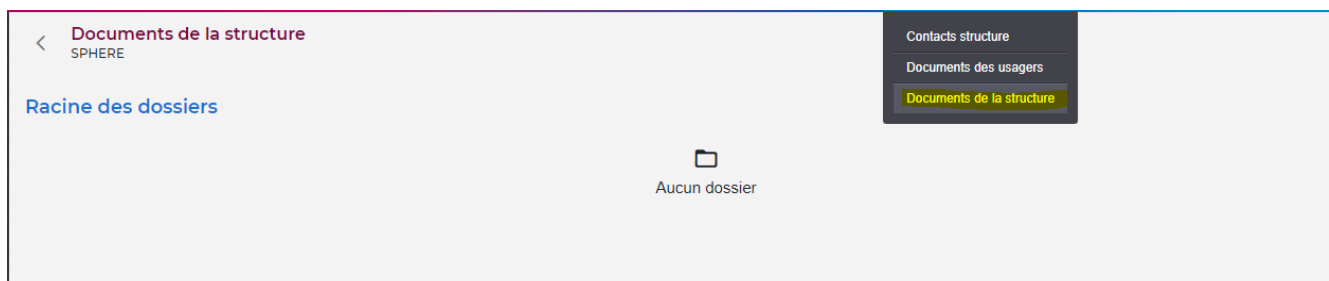 Documents de la structure
SPHERE
Contacts structure
Documents des usagers
Documents de la structure
Racine des dossiers
Aucun dossier